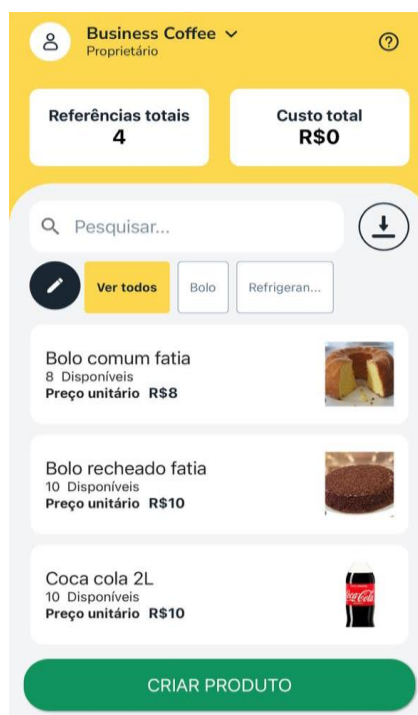 Business Coffee
Proprietário
Referências totais
4
Custo total
R$0
Pesquisar...
Ver todos
Bolo
Refrigeran...
Bolo comum fatia
8 Disponíveis
Preço unitário R$8
Bolo recheado fatia
10 Disponíveis
Preço unitário R$10
Coca cola 2L
10 Disponíveis
Preço unitário R$10
Coca-Cola
CRIAR PRODUTO